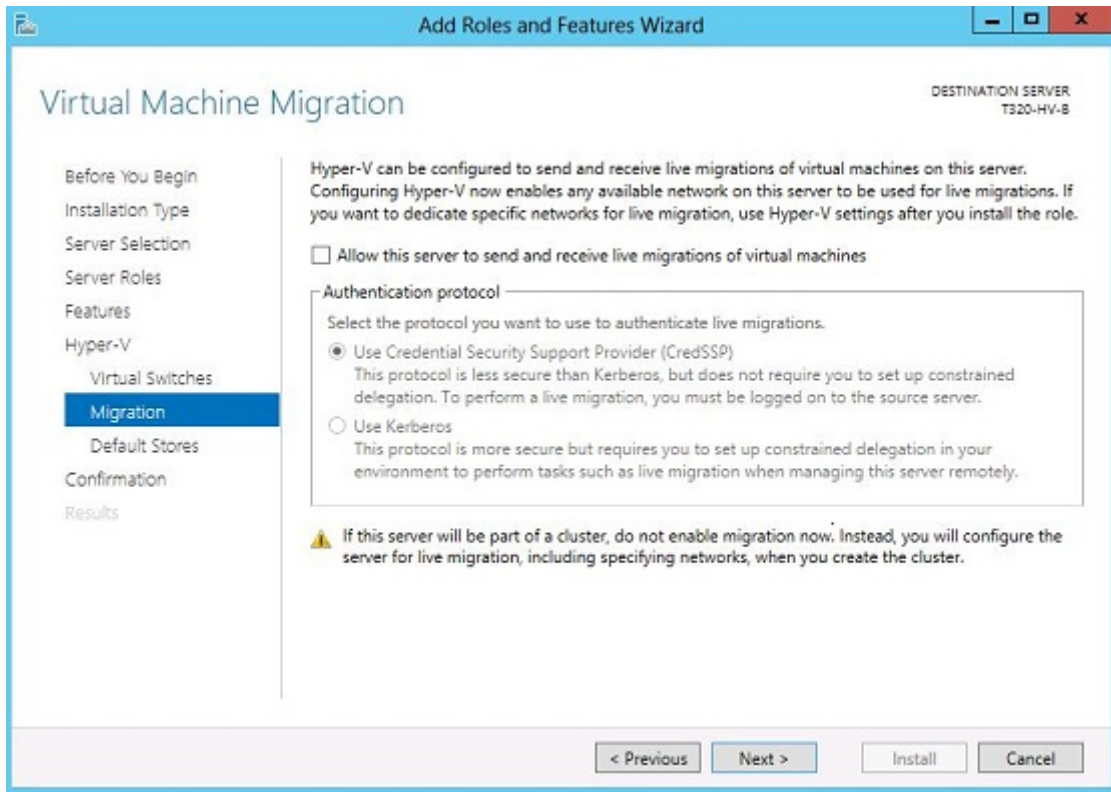 Add Roles and Features Wizard
Virtual Machine Migration
DESTINATION SERVER
T320-HV-B
Before You Begin
Installation Type
Server Selection
Server Roles
Features
Hyper-V
Virtual Switches
Migration
Default Stores
Confirmation
Results
Hyper-V can be configured to send and receive live migrations of virtual machines on this server.
Configuring Hyper-V now enables any available network on this server to be used for live migrations. If
you want to dedicate specific networks for live migration, use Hyper-V settings after you install the role.
Allow this server to send and receive live migrations of virtual machines
Authentication protocol
Select the protocol you want to use to authenticate live migrations.
Use Credential Security Support Provider (CredSSP)
This protocol is less secure than Kerberos, but does not require you to set up constrained
delegation. To perform a live migration, you must be logged on to the source server.
Use Kerberos
This protocol is more secure but requires you to set up constrained delegation in your
environment to perform tasks such as live migration when managing this server remotely.
If this server will be part of a cluster, do not enable migration now. Instead, you will configure the
server for live migration, including specifying networks, when you create the cluster.
< Previous
Next >
Install
Cancel